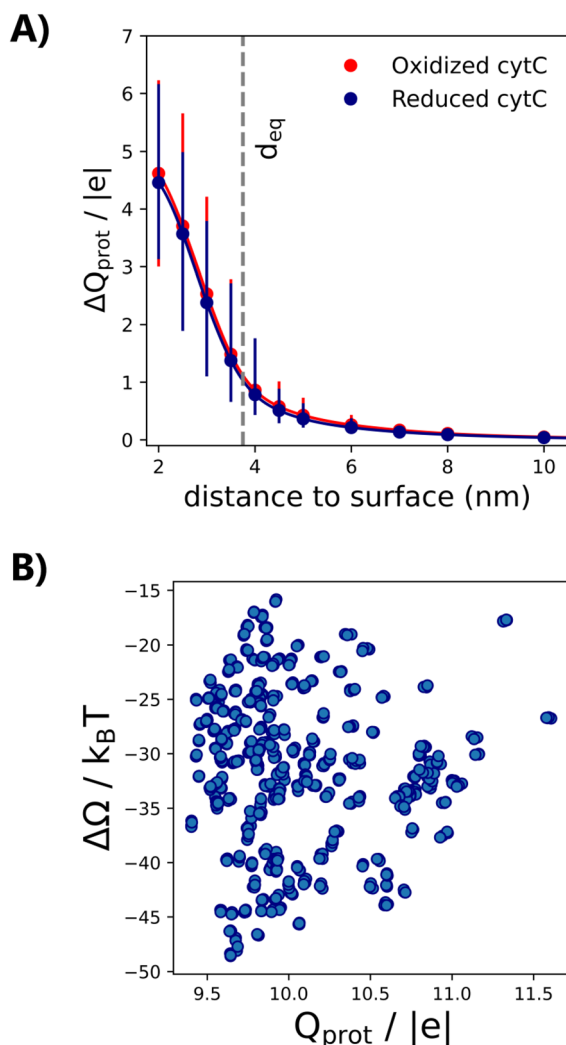 A)
7
6
5
4
3
2
1
0
ΔQprot / |e|
Oxidized cytC
Reduced cytC
deq
2 4 6 8 10
distance to surface (nm)
B)
−15
−20
−25
−30
−35
−40
−45
−50
ΔΩ / kBT
9.5 10.0 10.5 11.0 11.5
Qprot / |e|